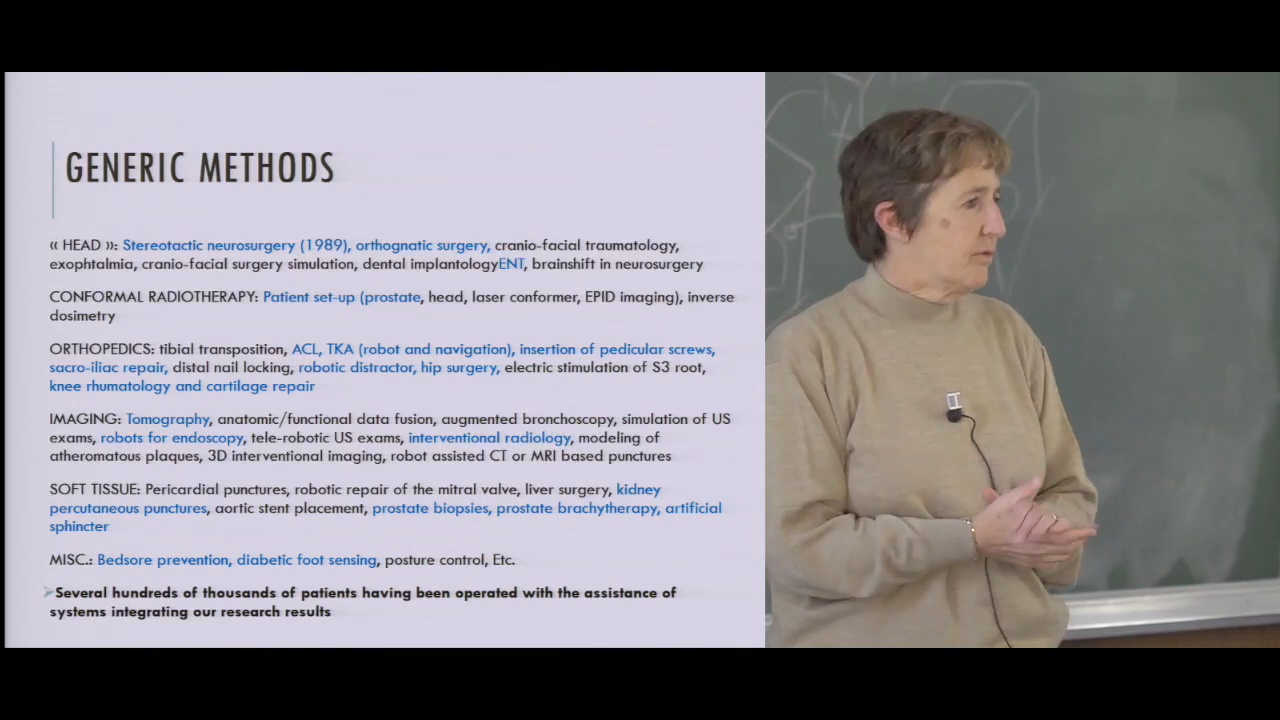 GENERIC METHODS
« HEAD »: Stereotactic neurosurgery (1989), orthognatic surgery, cranio-facial traumatology,
exophtalmia, cranio-facial surgery simulation, dental implantologyENT, brainshift in neurosurgery
CONFORMAL RADIOTHERAPY: Patient set-up (prostate, head, laser conformer, EPID imaging), inverse
dosimetry
ORTHOPEDICS: tibial transposition, ACL, TKA (robot and navigation), insertion of pedicular screws,
sacro-iliac repair, distal nail locking, robotic distractor, hip surgery, electric stimulation of S3 root,
knee rhumatology and cartilage repair
IMAGING: Tomography, anatomic/functional data fusion, augmented bronchoscopy, simulation of US
exams, robots for endoscopy, tele-robotic US exams, interventional radiology, modeling of
atheromatous plaques, 3D interventional imaging, robot assisted CT or MRI based punctures
SOFT TISSUE: Pericardial punctures, robotic repair of the mitral valve, liver surgery, kidney
percutaneous punctures, aortic stent placement, prostate biopsies, prostate brachytherapy, artificial
sphincter
MISC.: Bedsore prevention, diabetic foot sensing, posture control, Etc.
Several hundreds of thousands of patients having been operated with the assistance of
systems integrating our research results